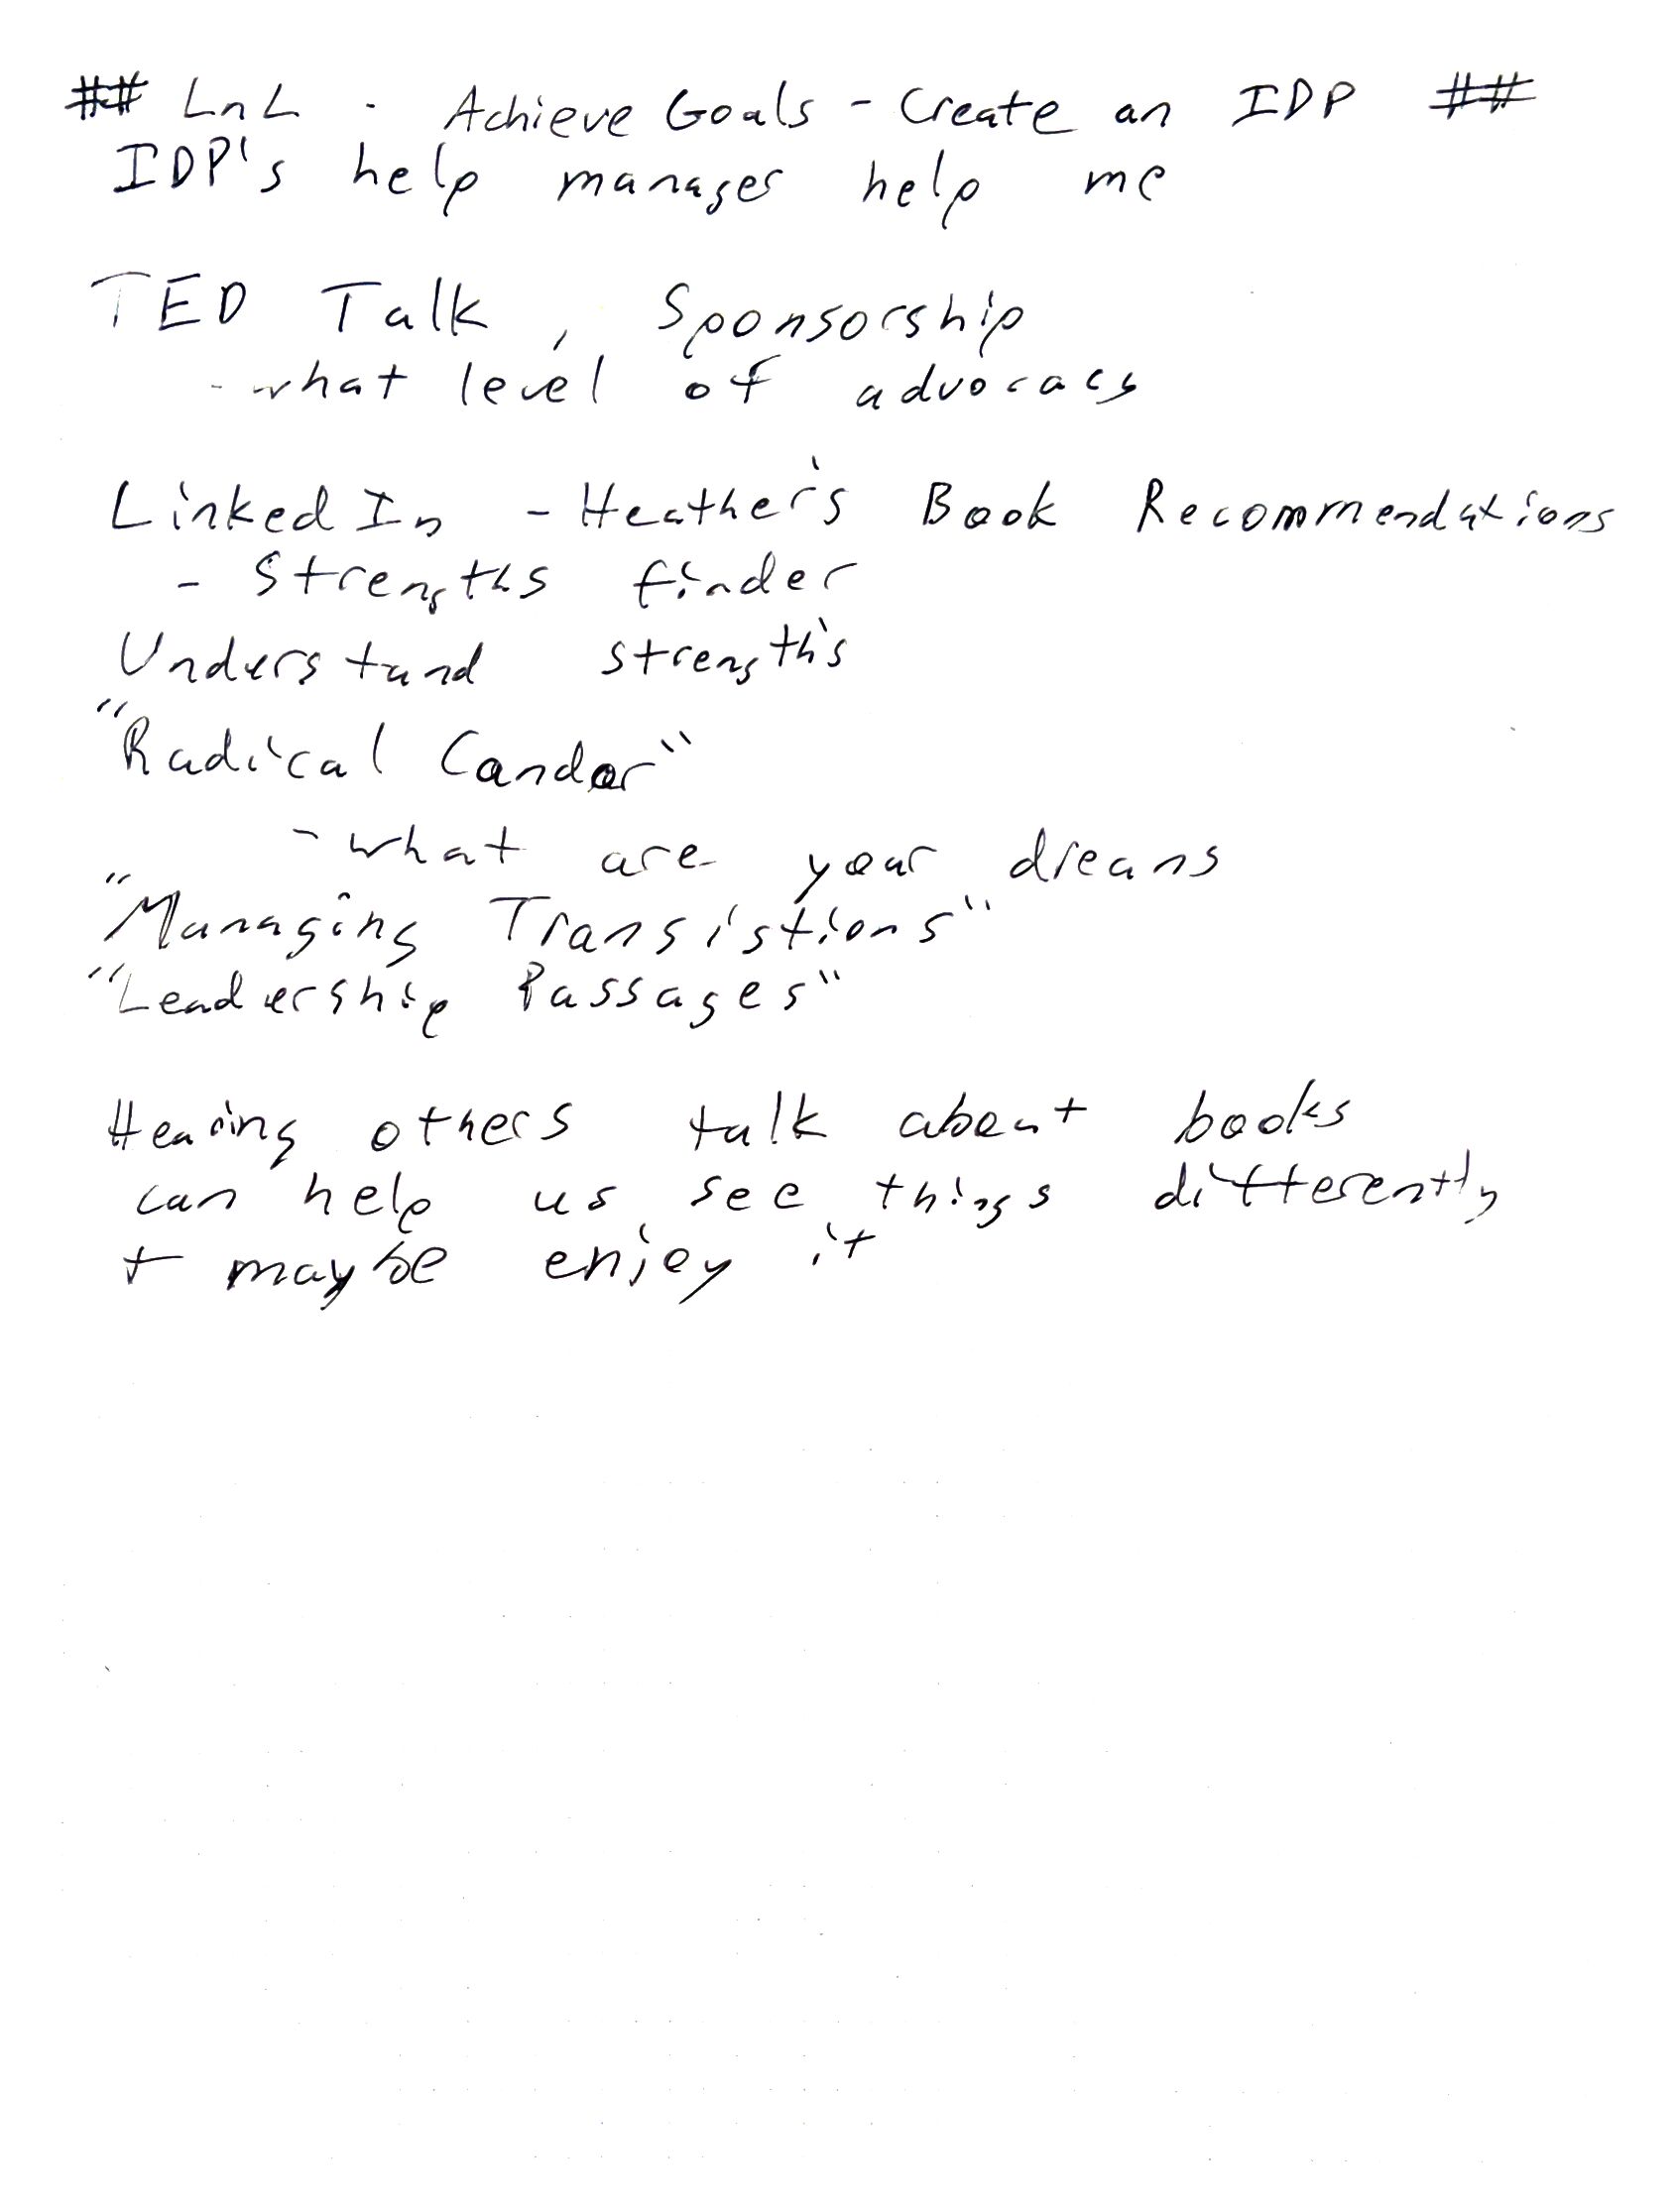 ## LnL - Achieve Goals - Create an IDP ##
IDP's help manager help me
TED Talk, Sponsorship
- what level of advocacy
LinkedIn - Heather's Book Recommendations
- Strengths finder
Understand strength's
"Radical Candor"
- what are your dreams
"Managing Transistions"
"Leadership Passages"
Hearing others talk about books
can help us see things differently
+ maybe enjoy it